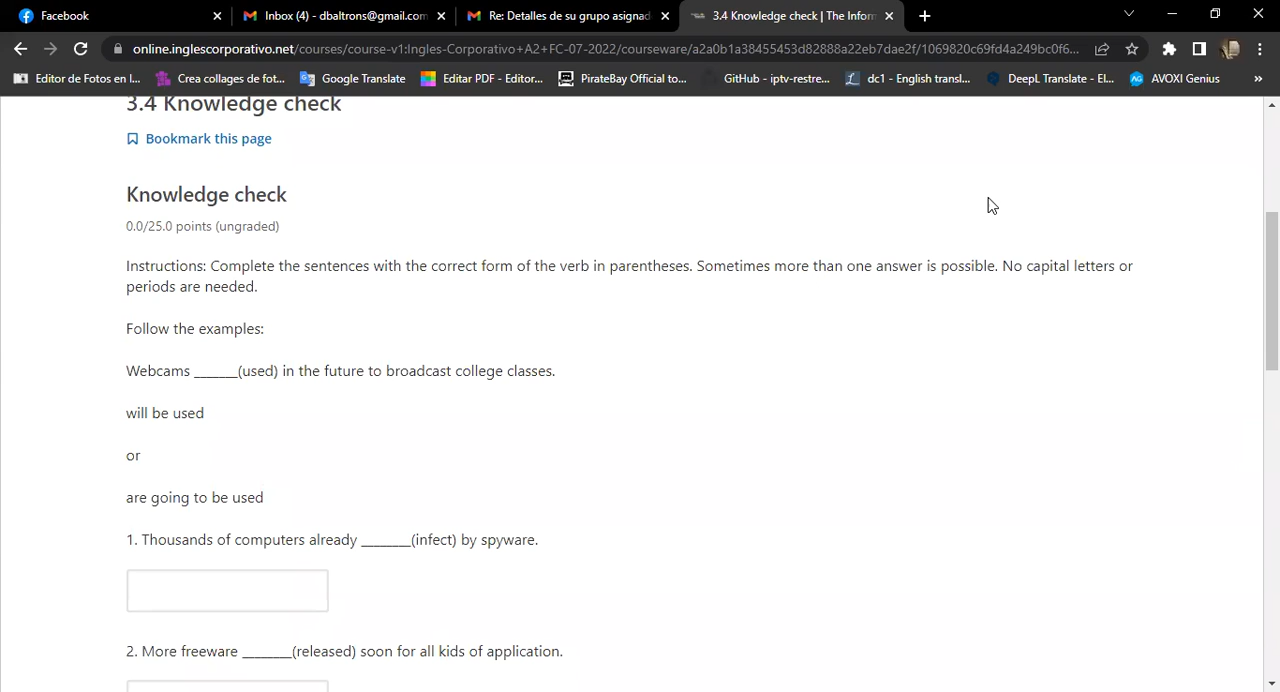 Facebook
Inbox (4) - dbaltrons@gmail.com
Re: Detalles de su grupo asignad
3.4 Knowledge check | The Inforr
online.inglescorporativo.net/courses/course-v1:Ingles-Corporativo+A2+FC-07-2022/courseware/a2a0b1a38455453d82888a22eb7dae2f/1069820c69fd4a249bc0f6...
Editor de Fotos en l...
Crea collages de fot...
Google Translate
Editar PDF - Editor...
PirateBay Official to...
GitHub - iptv-restre...
dc1 - English transl...
DeepL Translate - El...
AVOXI Genius
»
3.4 Knowledge check
Bookmark this page
Knowledge check
0.0/25.0 points (ungraded)
Instructions: Complete the sentences with the correct form of the verb in parentheses. Sometimes more than one answer is possible. No capital letters or
periods are needed.
Follow the examples:
Webcams ______(used) in the future to broadcast college classes.
will be used
or
are going to be used
1. Thousands of computers already _______(infect) by spyware.
2. More freeware _______(released) soon for all kids of application.